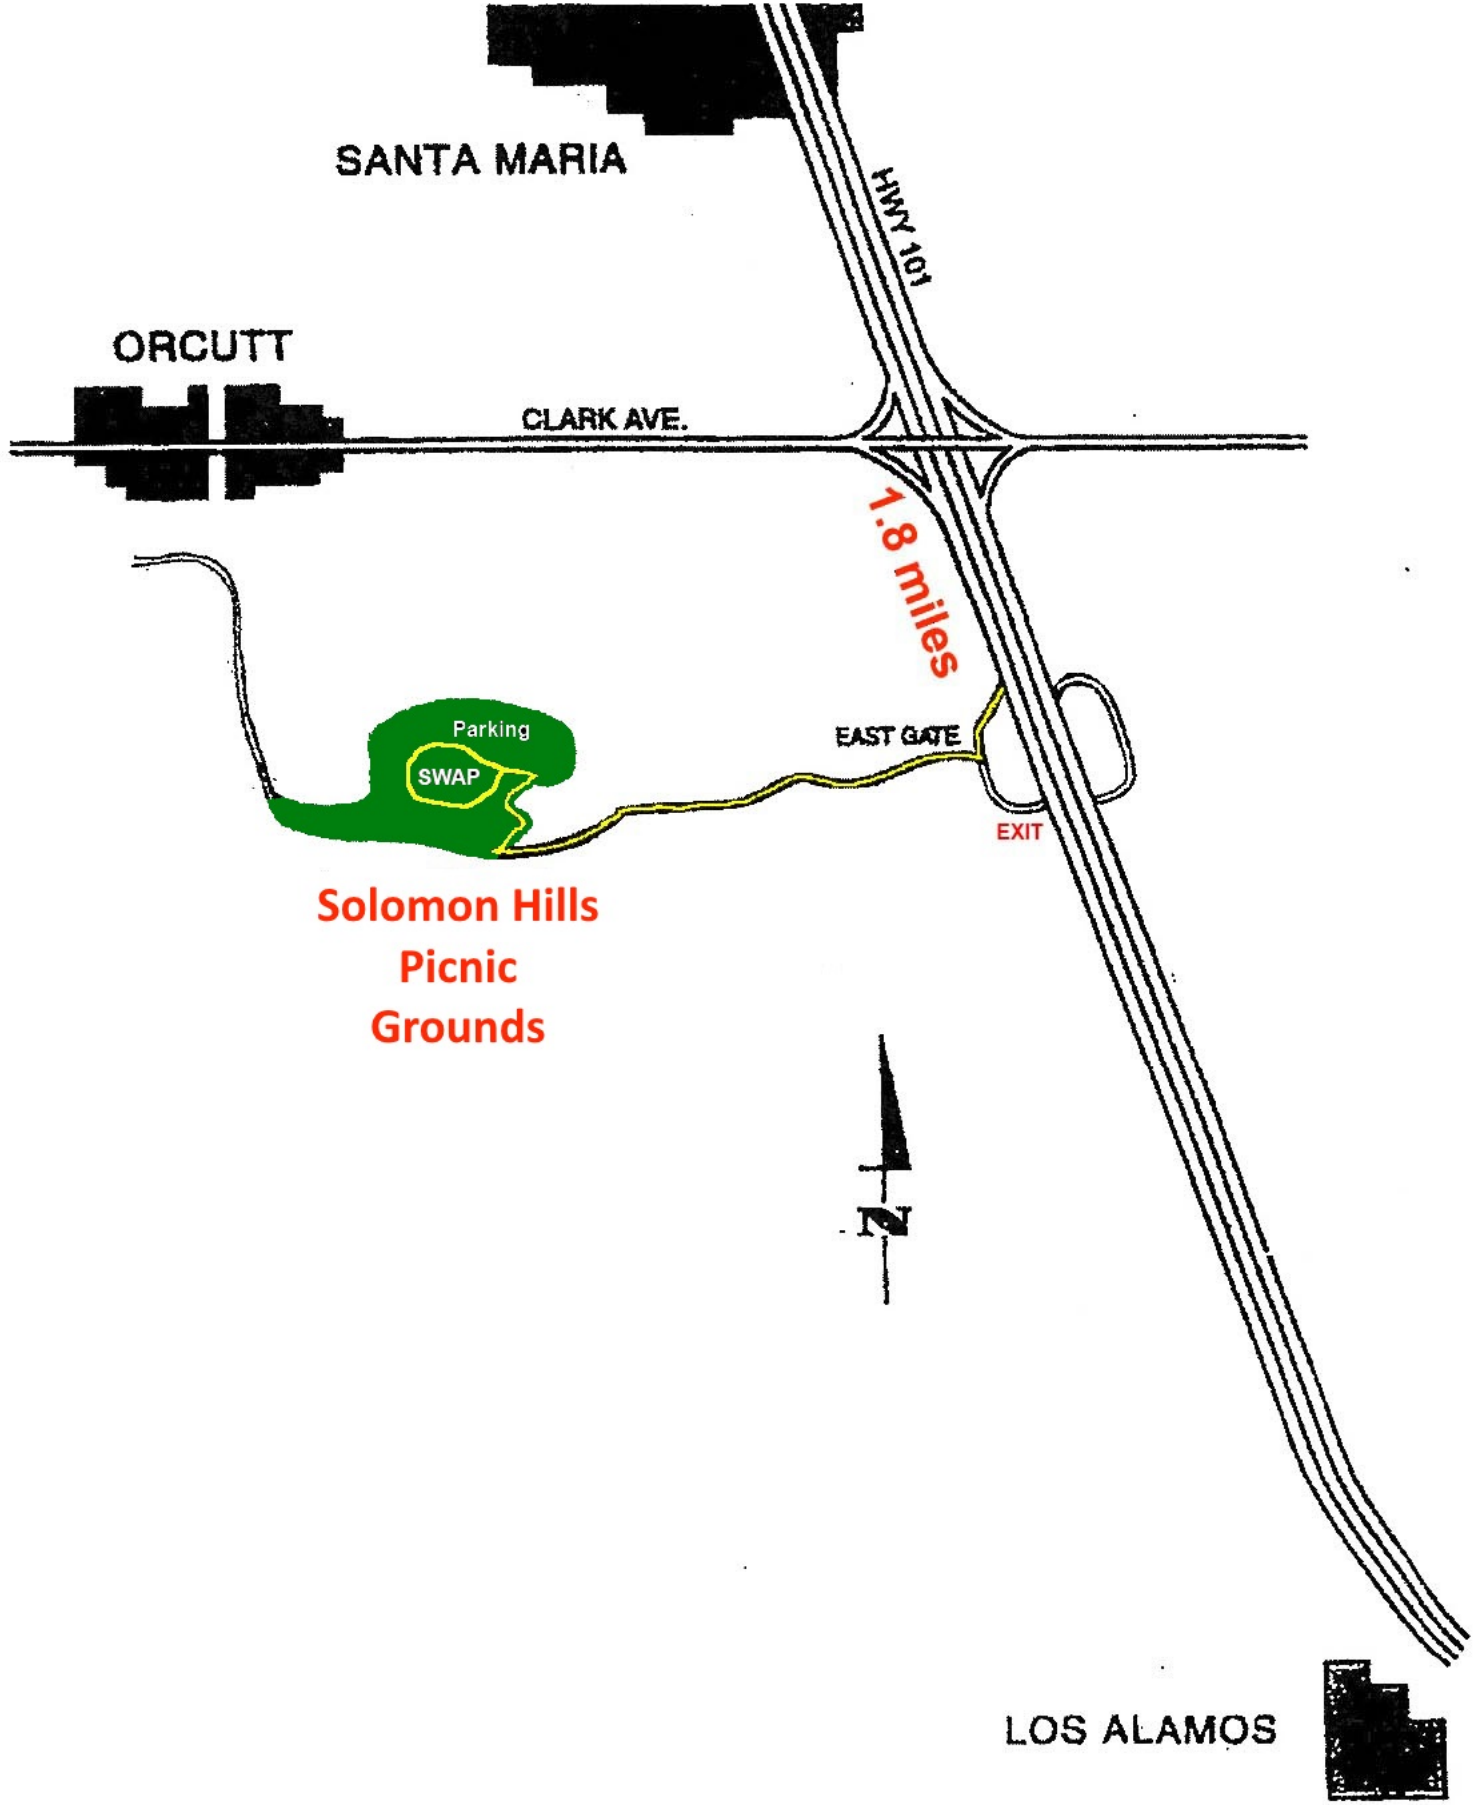 SANTA MARIA
HWY 101
ORCUTT
CLARK AVE.
1.8 miles
Parking
EAST GATE
SWAP
EXIT
Solomon Hills
Picnic
Grounds
N
LOS ALAMOS